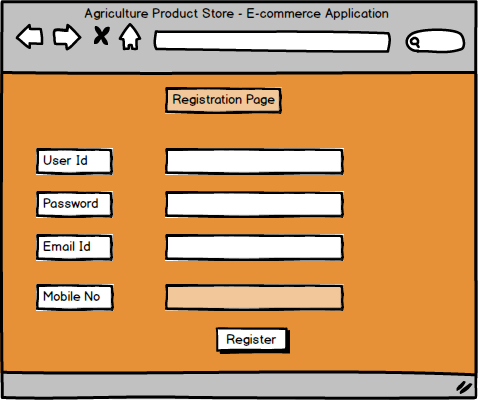 Agriculture Product Store - E-commerce Application
Registration Page
User Id
Password
Email Id
Mobile No
Register